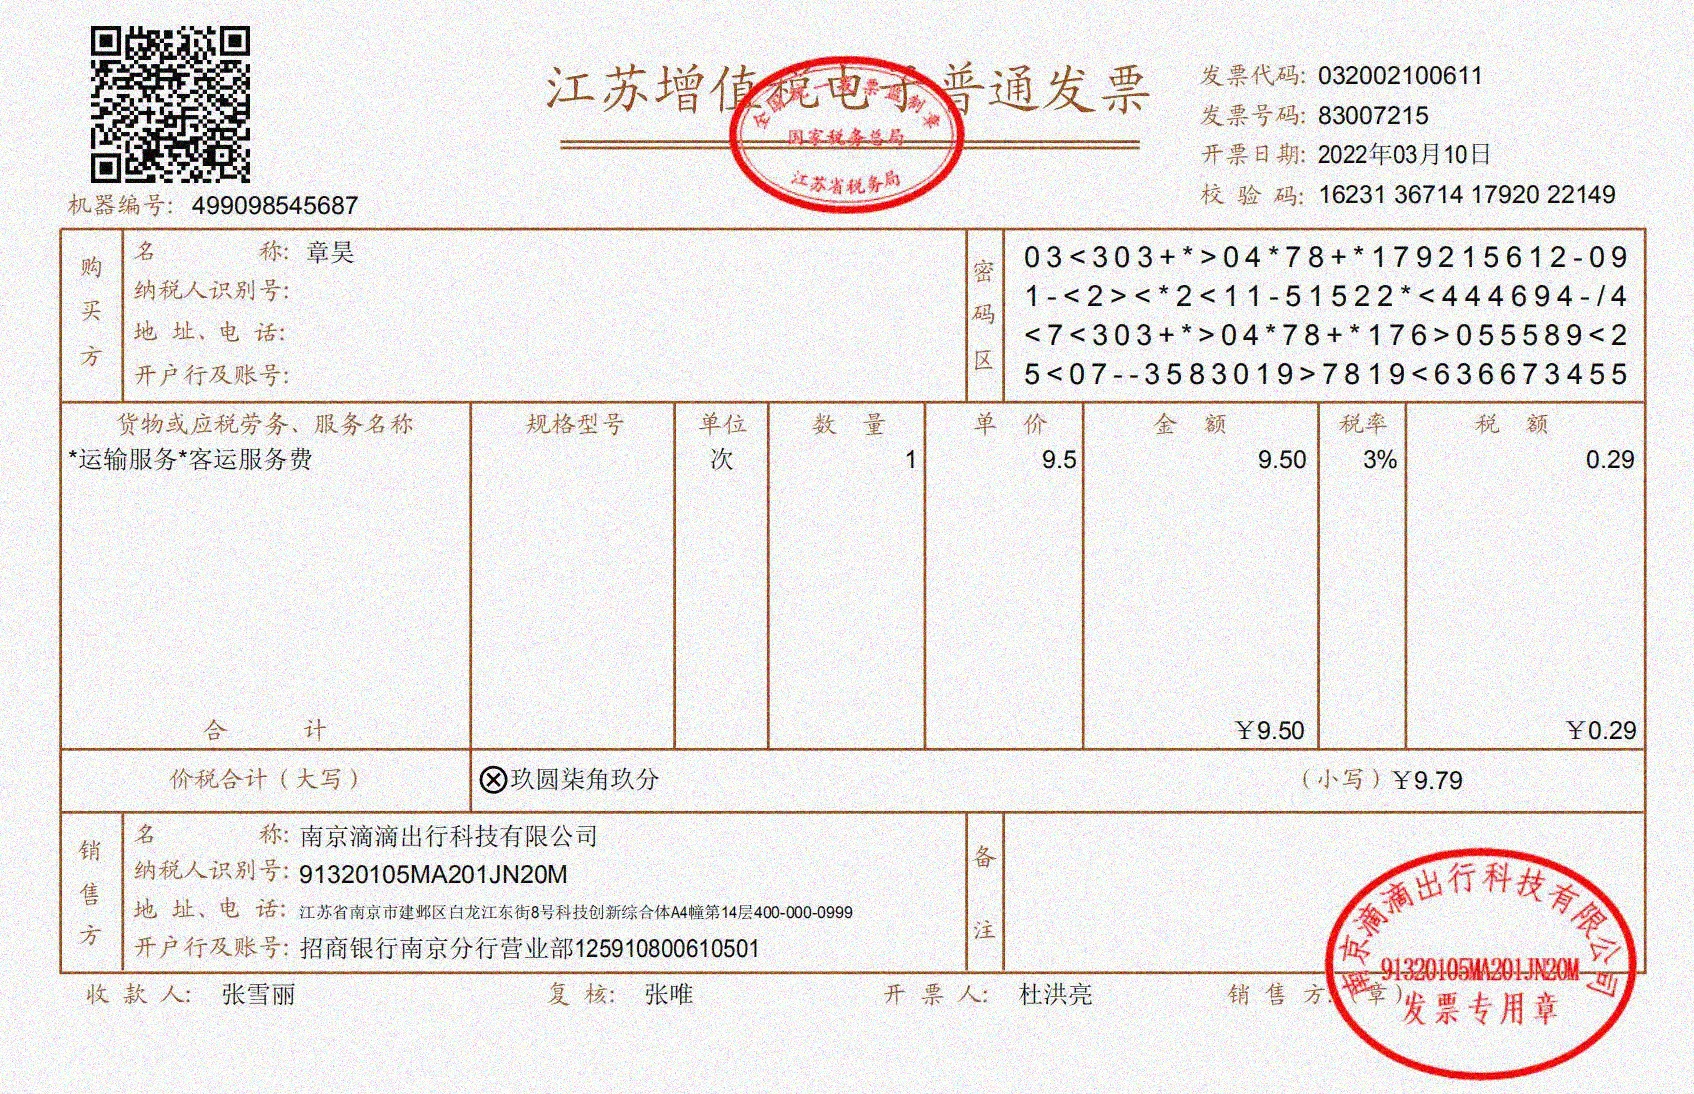 江苏增值税电子普通发票
全国统一发票监制章
国家税务总局
江苏省税务局
发票代码: 032002100611
发票号码: 83007215
开票日期: 2022年03月10日
校 验 码: 16231 36714 17920 22149
机器编号: 499098545687
购买方
名 称: 章昊
纳税人识别号:
地 址、电 话:
开户行及账号:
密码区
03<303+*>04*78+*179215612-09
1-<2><*2<11-51522*<444694-/4
<7<303+*>04*78+*176>055589<2
5<07--3583019>7819<636673455
货物或应税劳务、服务名称 规格型号 单位 数 量 单 价 金 额 税率 税 额
*运输服务*客运服务费 次 1 9.5 9.50 3% 0.29
合 计 ￥9.50 ￥0.29
价税合计（大写） ⊗玖圆柒角玖分 （小写）￥9.79
销售方
名 称: 南京滴滴出行科技有限公司
纳税人识别号: 91320105MA201JN20M
地 址、电 话: 江苏省南京市建邺区白龙江东街8号科技创新综合体A4幢第14层400-000-0999
开户行及账号: 招商银行南京分行营业部125910800610501
备注
收 款 人: 张雪丽 复 核: 张唯 开 票 人: 杜洪亮 销 售 方:（章）
南京滴滴出行科技有限公司
91320105MA201JN20M
发票专用章